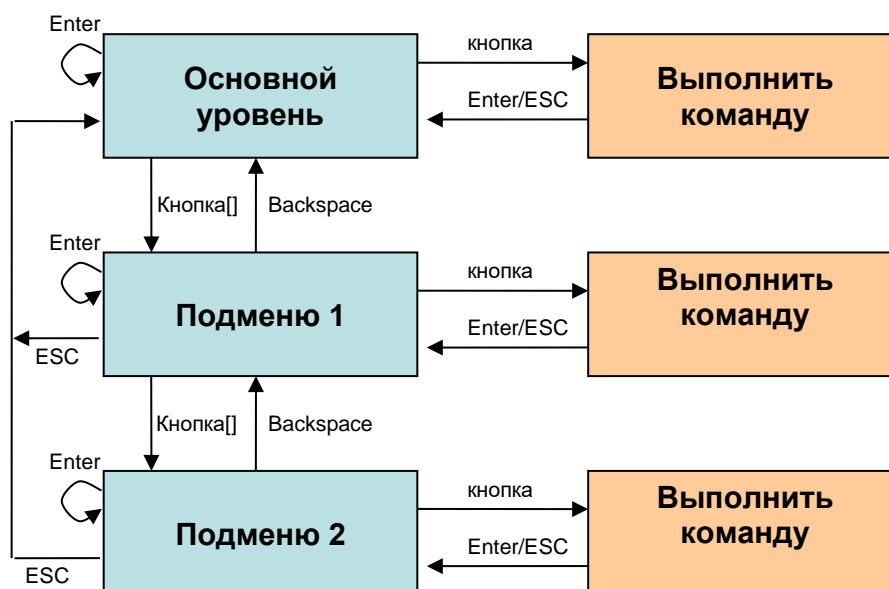 Enter
Основной
уровень
кнопка
Enter/ESC
Выполнить
команду
Кнопка[]
Backspace
Enter
Подменю 1
ESC
кнопка
Enter/ESC
Выполнить
команду
Кнопка[]
Backspace
Enter
Подменю 2
ESC
кнопка
Enter/ESC
Выполнить
команду